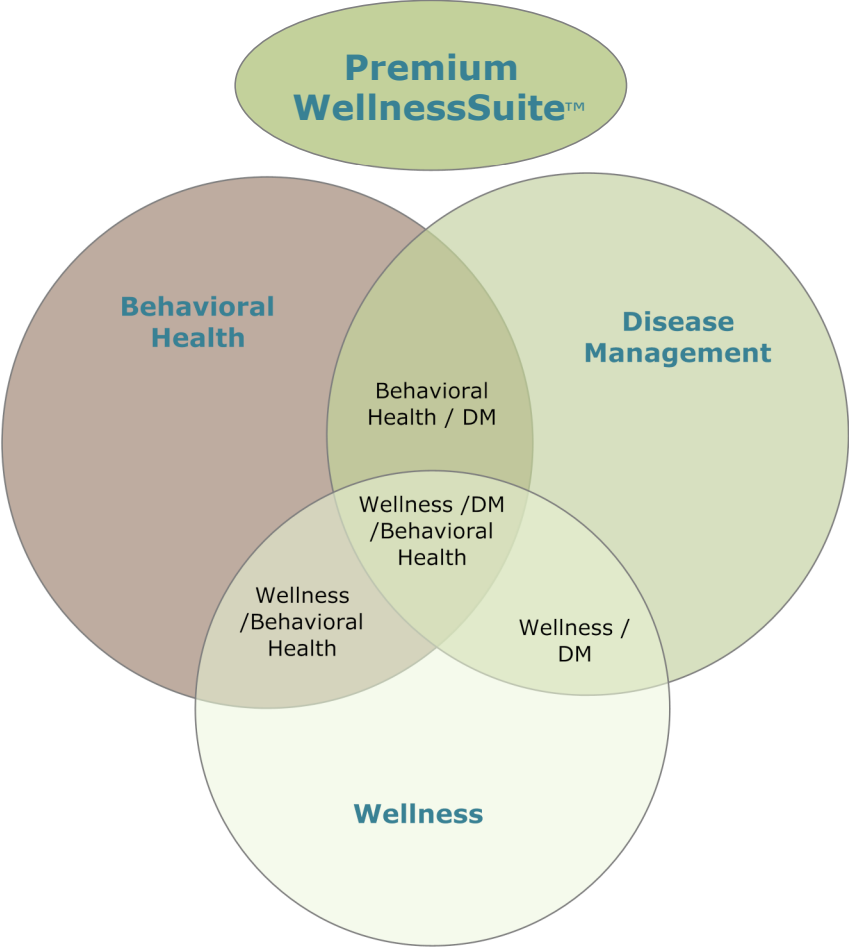 Premium
WellnessSuite™
Behavioral
Health
Disease
Management
Behavioral
Health / DM
Wellness /DM
/Behavioral
Health
Wellness
/Behavioral
Health
Wellness /
DM
Wellness